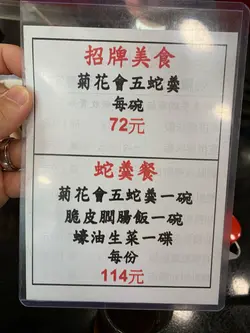 招牌美食
菊花會五蛇羹
每碗
72元
蛇羹餐
菊花會五蛇羹一碗
脆皮膶腸飯一碗
蠔油生菜一碟
每份
114元